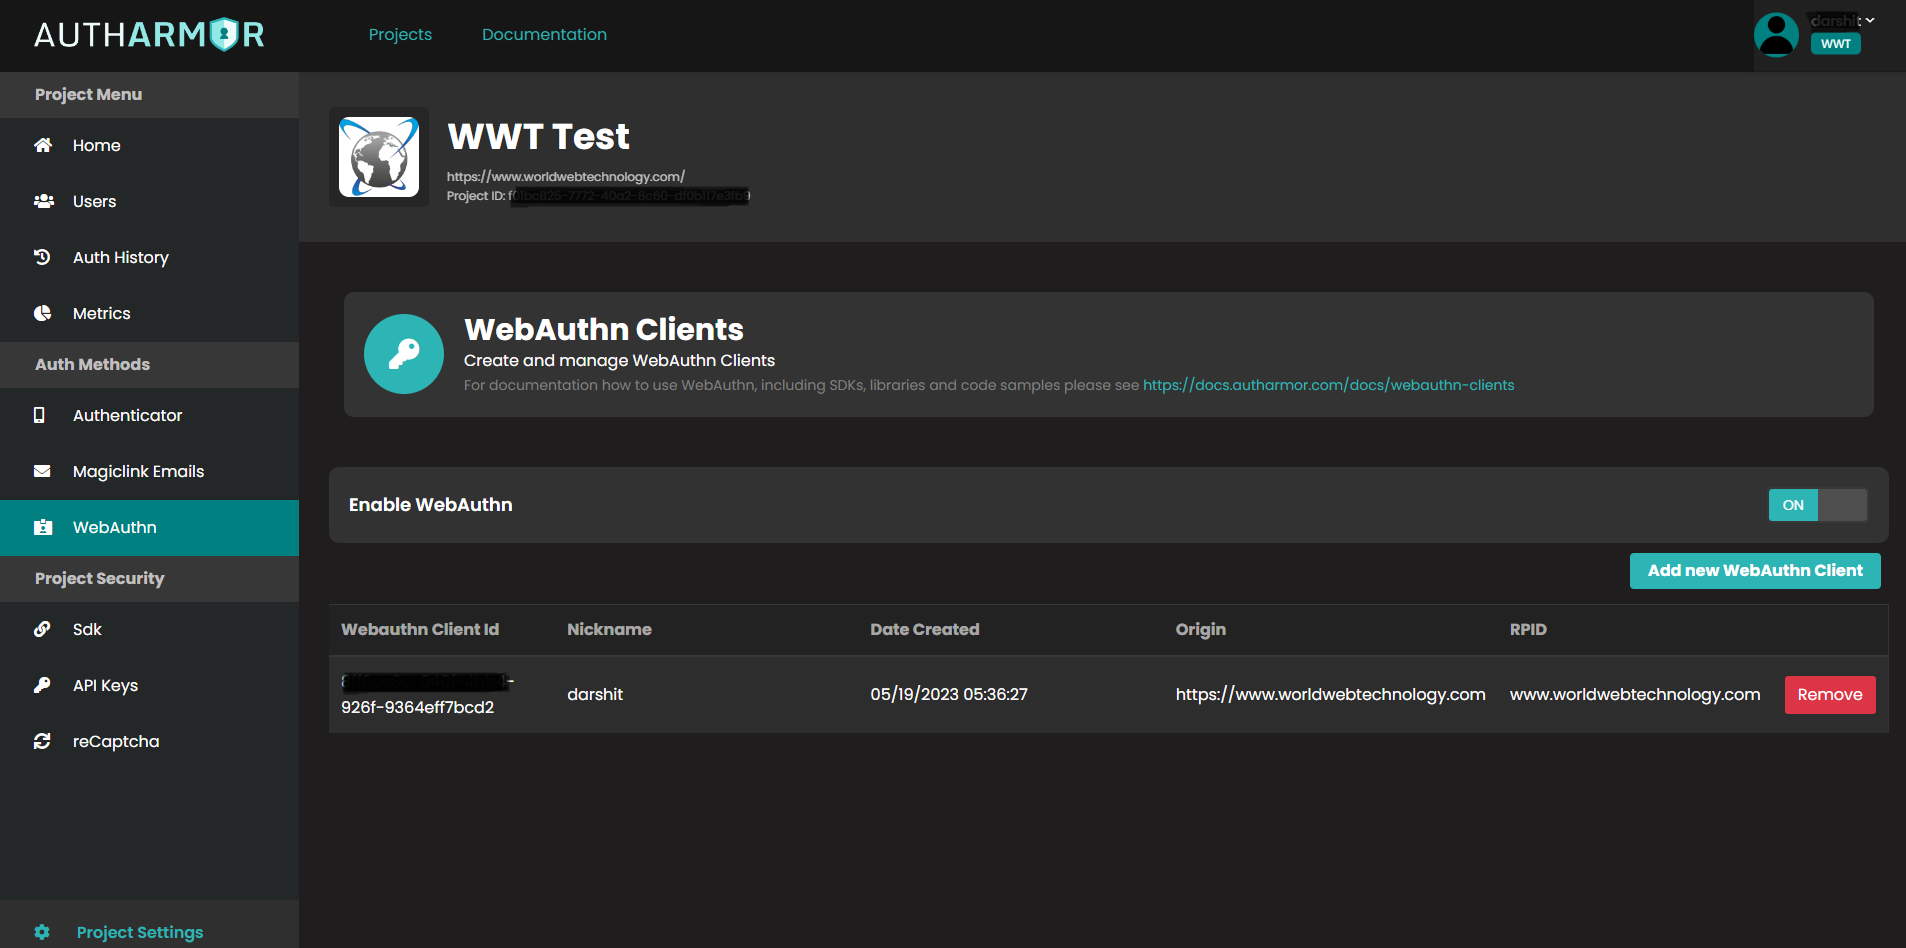 AUTHARMOR
Projects
Documentation
WWT
Project Menu
Home
Users
Auth History
Metrics
Auth Methods
Authenticator
Magiclink Emails
WebAuthn
Project Security
Sdk
API Keys
reCaptcha
Project Settings
WWT Test
https://www.worldwebtechnology.com/
Project ID:
WebAuthn Clients
Create and manage WebAuthn Clients
For documentation how to use WebAuthn, including SDKs, libraries and code samples please see https://docs.autharmor.com/docs/webauthn-clients
Enable WebAuthn
ON
Add new WebAuthn Client
Webauthn Client Id Nickname Date Created Origin RPID
926f-9364eff7bcd2 darshit 05/19/2023 05:36:27 https://www.worldwebtechnology.com www.worldwebtechnology.com Remove